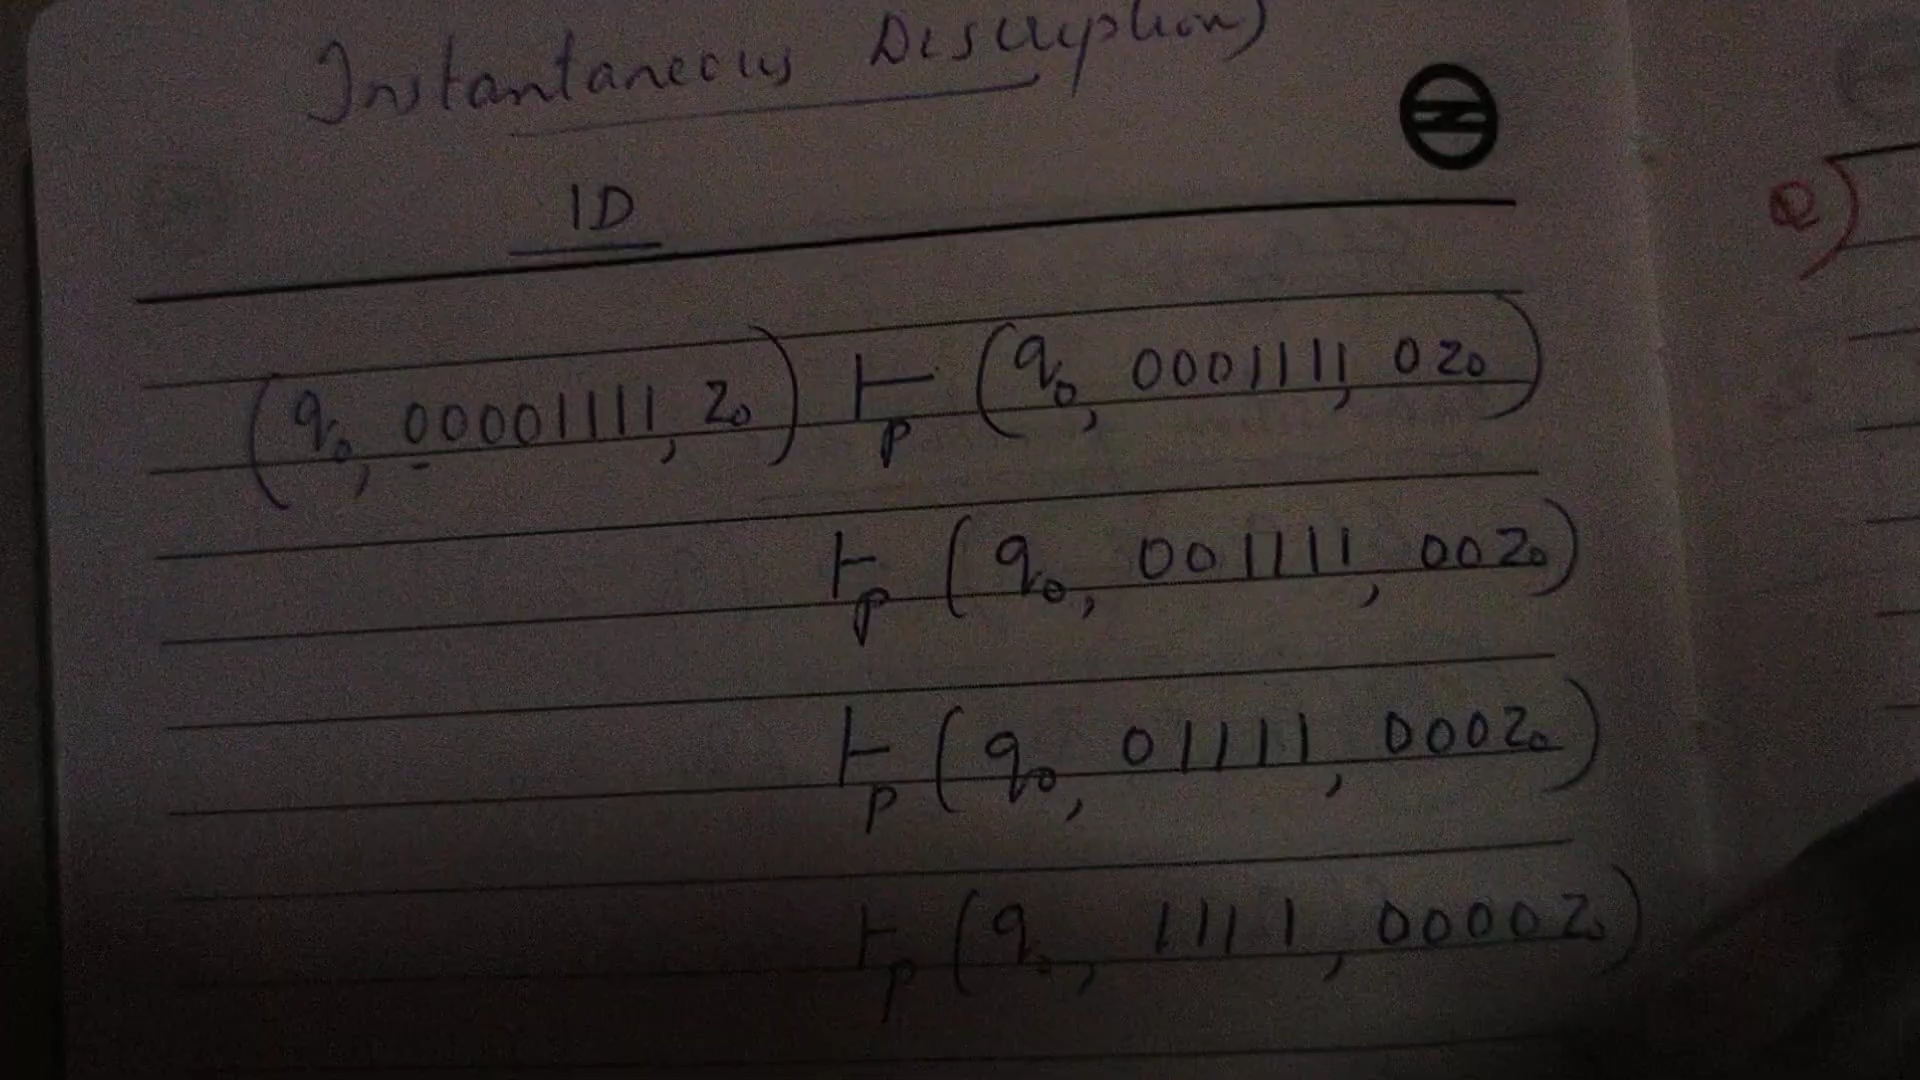 Instantaneous Description
ID
(q₀, 00001111, z₀) ⊢p (q₀, 0001111, 0z₀)
⊢p (q₀, 001111, 00z₀)
⊢p (q₀, 01111, 000z₀)
⊢p (q₀, 1111, 0000z₀)
Q)